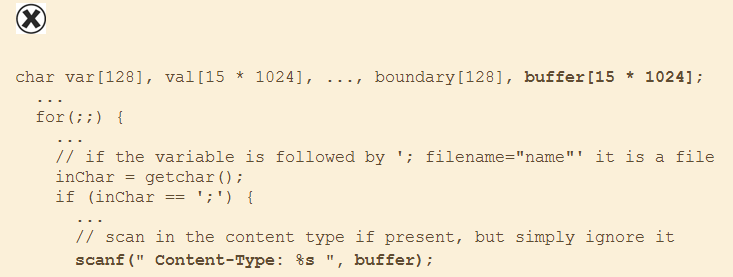 char var[128], val[15 * 1024], ..., boundary[128], buffer[15 * 1024];
...
for(;;) {
...
// if the variable is followed by '; filename="name"' it is a file
inChar = getchar();
if (inChar == ';') {
...
// scan in the content type if present, but simply ignore it
scanf(" Content-Type: %s ", buffer);